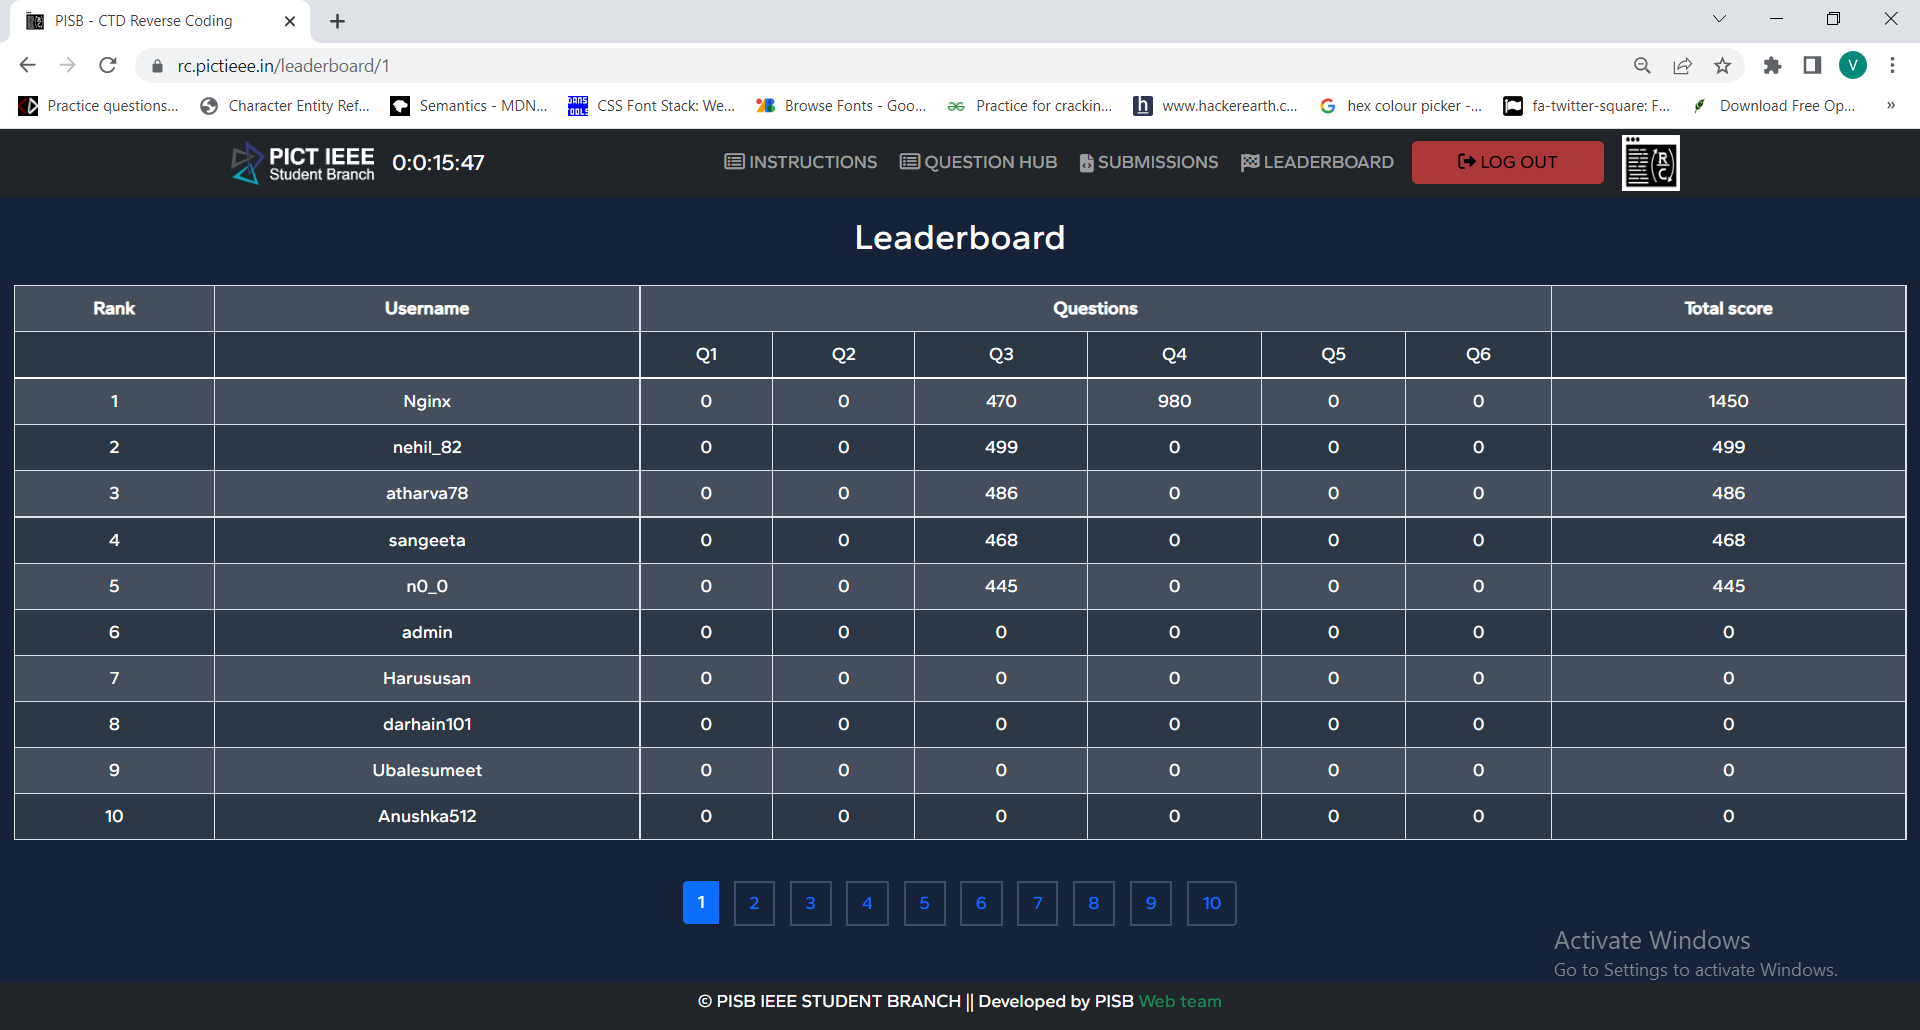 PISB - CTD Reverse Coding
rc.pictieee.in/leaderboard/1
V
Practice questions... Character Entity Ref... Semantics - MDN... CSS Font Stack: We... Browse Fonts - Goo... Practice for crackin... www.hackerearth.c... hex colour picker -... fa-twitter-square: F... Download Free Op... »
PICT IEEE
Student Branch
0:0:15:47 INSTRUCTIONS QUESTION HUB SUBMISSIONS LEADERBOARD LOG OUT
Leaderboard
Rank Username Questions Total score
Q1 Q2 Q3 Q4 Q5 Q6
1 Nginx 0 0 470 980 0 0 1450
2 nehil_82 0 0 499 0 0 0 499
3 atharva78 0 0 486 0 0 0 486
4 sangeeta 0 0 468 0 0 0 468
5 n0_0 0 0 445 0 0 0 445
6 admin 0 0 0 0 0 0 0
7 Harususan 0 0 0 0 0 0 0
8 darhain101 0 0 0 0 0 0 0
9 Ubalesumeet 0 0 0 0 0 0 0
10 Anushka512 0 0 0 0 0 0 0
1 2 3 4 5 6 7 8 9 10
Activate Windows
Go to Settings to activate Windows.
© PISB IEEE STUDENT BRANCH || Developed by PISB Web team